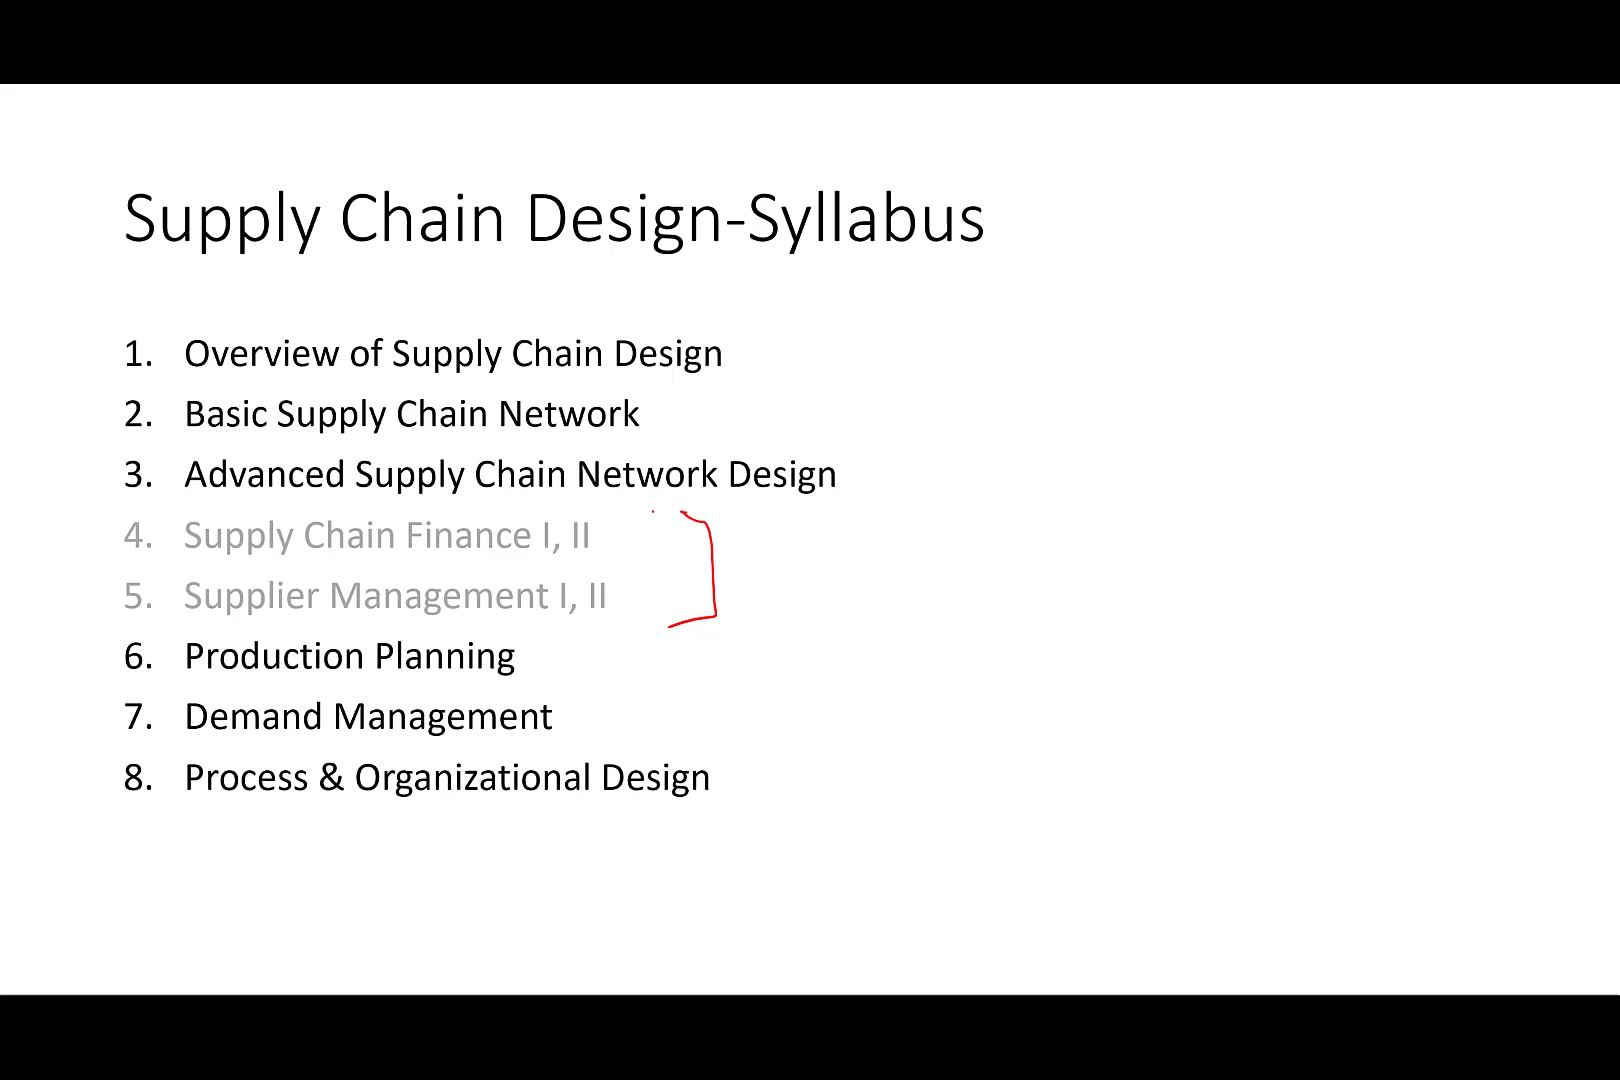 Supply Chain Design-Syllabus
1. Overview of Supply Chain Design
2. Basic Supply Chain Network
3. Advanced Supply Chain Network Design
4. Supply Chain Finance I, II
5. Supplier Management I, II
6. Production Planning
7. Demand Management
8. Process & Organizational Design